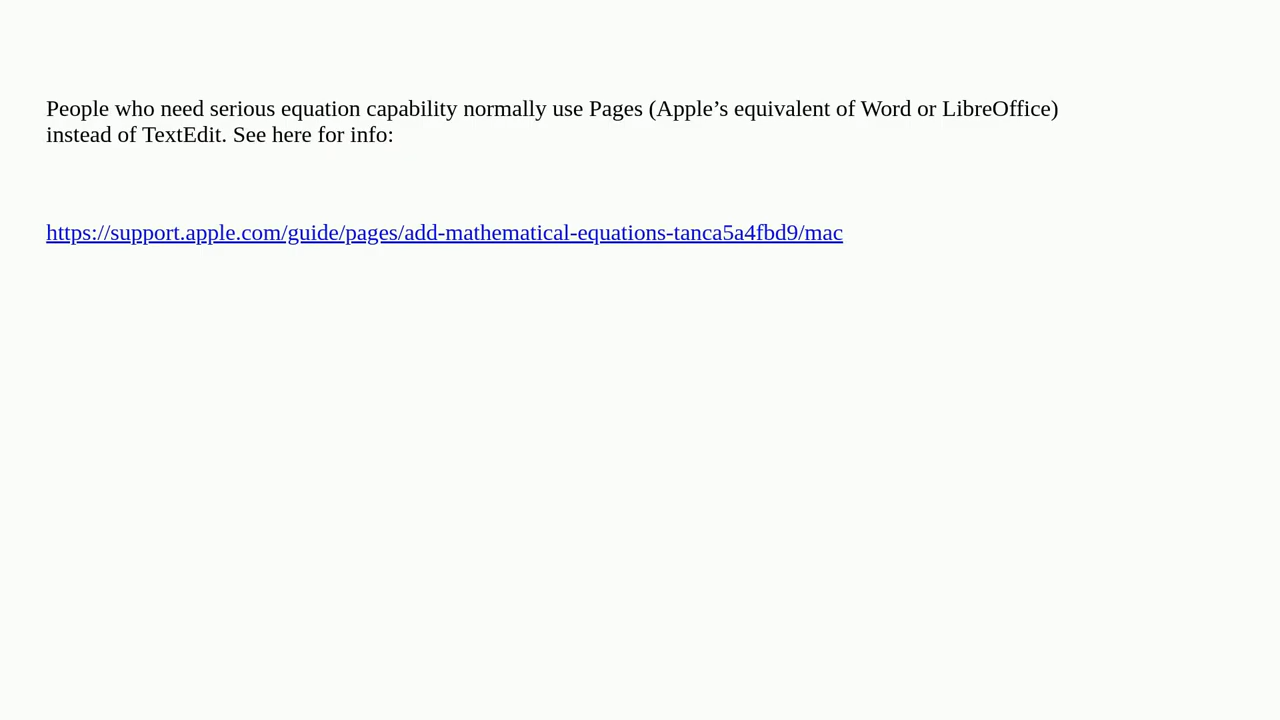 People who need serious equation capability normally use Pages (Apple’s equivalent of Word or LibreOffice)
instead of TextEdit. See here for info:
https://support.apple.com/guide/pages/add-mathematical-equations-tanca5a4fbd9/mac